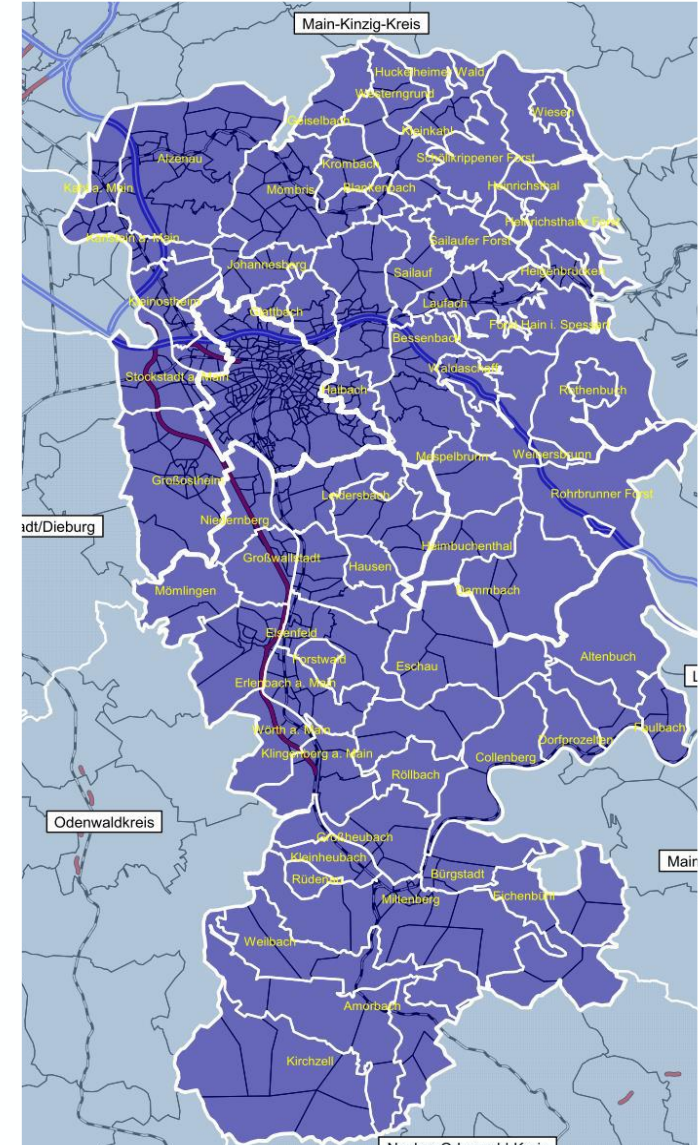 Main-Kinzig-Kreis
Huckelheimer Wald
Westerngrund
Wiesen
Geiselbach
Kleinkahl
Alzenau
Krombach
Schöllkrippener Forst
Kahl a. Main
Mömbris
Blankenbach
Heinrichsthal
Heinrichsthaler Forst
Karlstein a. Main
Sailaufer Forst
Johannesberg
Sailauf
Heigenbrücken
Kleinostheim
Laufach
Glattbach
Forst Hain i. Spessart
Bessenbach
Waldaschaff
Stockstadt a. Main
Haibach
Rothenbuch
Mespelbrunn
Weibersbrunn
Großostheim
Leidersbach
Rohrbrunner Forst
Niedernberg
adt/Dieburg
Heimbuchenthal
Großwallstadt
Hausen
Mömlingen
Dammbach
Elsenfeld
Forstwald
Eschau
Altenbuch
Erlenbach a. Main
L
Wörth a. Main
Faulbach
Dorfprozelten
Klingenberg a. Main
Collenberg
Röllbach
Odenwaldkreis
Großheubach
Kleinheubach
Main
Rüdenau
Bürgstadt
Miltenberg
Eichenbühl
Weilbach
Amorbach
Kirchzell